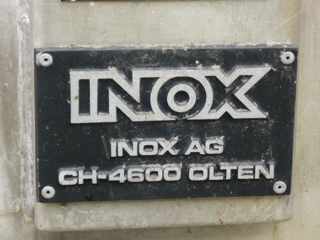 INOX
INOX AG
CH-4600 OLTEN